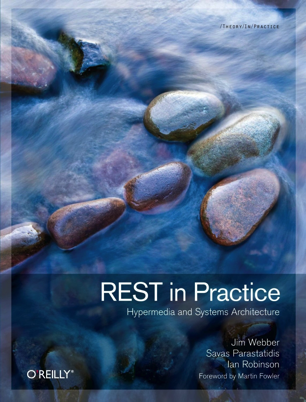 /THEORY/IN/PRACTICE
REST in Practice
Hypermedia and Systems Architecture
Jim Webber
Savas Parastatidis
Ian Robinson
Foreword by Martin Fowler
O'REILLY®